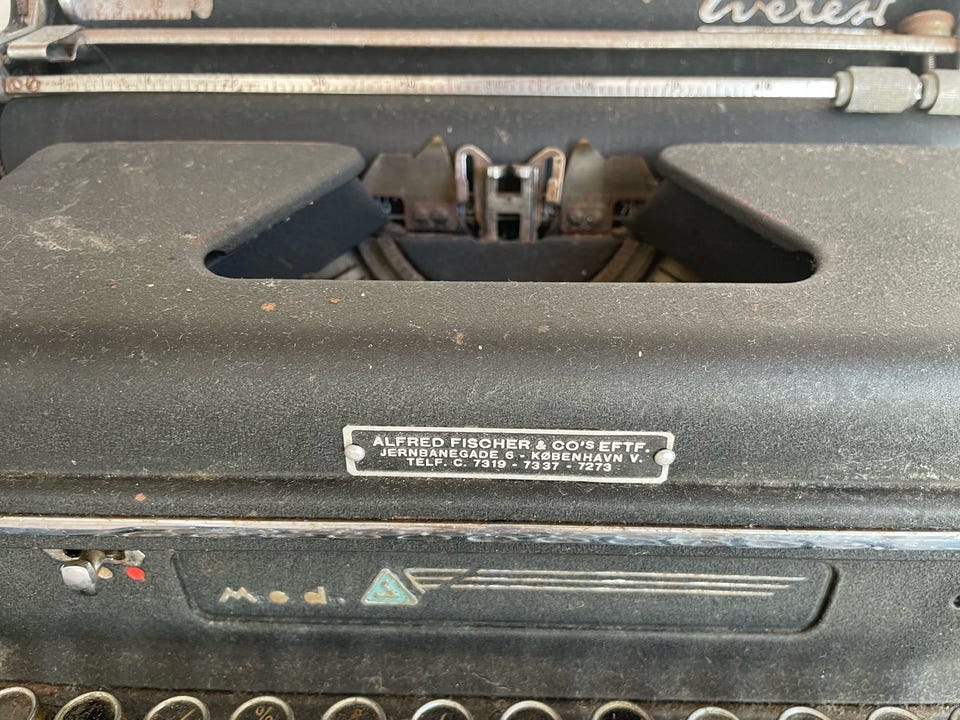 Everest
ALFRED FISCHER & CO'S EFTF.
JERNBANEGADE 6 - KØBENHAVN V.
TELF. C. 7319 - 7337 - 7273
Mod.